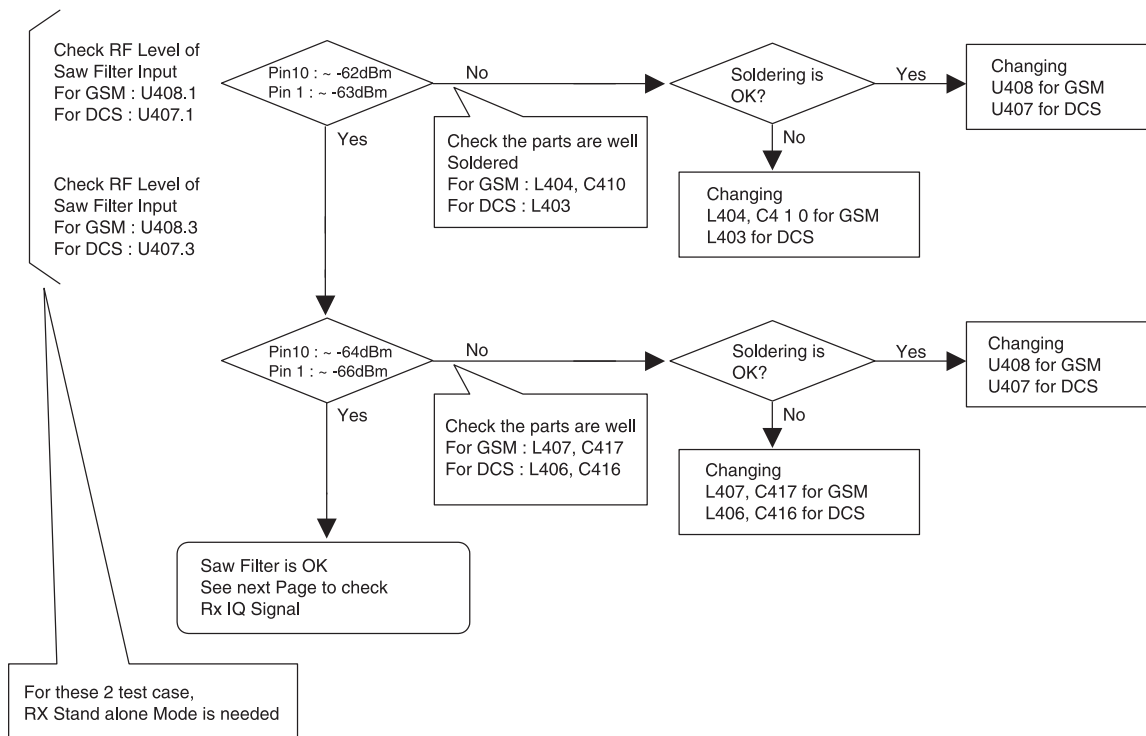 Check RF Level of
Saw Filter Input
For GSM : U408.1
For DCS : U407.1
Pin10 : ~ -62dBm
Pin 1 : ~ -63dBm
No
Soldering is
OK?
Yes
Changing
U408 for GSM
U407 for DCS
Yes
Check the parts are well
Soldered
For GSM : L404, C410
For DCS : L403
No
Changing
L404, C4 1 0 for GSM
L403 for DCS
Check RF Level of
Saw Filter Input
For GSM : U408.3
For DCS : U407.3
Pin10 : ~ -64dBm
Pin 1 : ~ -66dBm
No
Soldering is
OK?
Yes
Changing
U408 for GSM
U407 for DCS
Yes
Check the parts are well
For GSM : L407, C417
For DCS : L406, C416
No
Changing
L407, C417 for GSM
L406, C416 for DCS
Saw Filter is OK
See next Page to check
Rx IQ Signal
For these 2 test case,
RX Stand alone Mode is needed